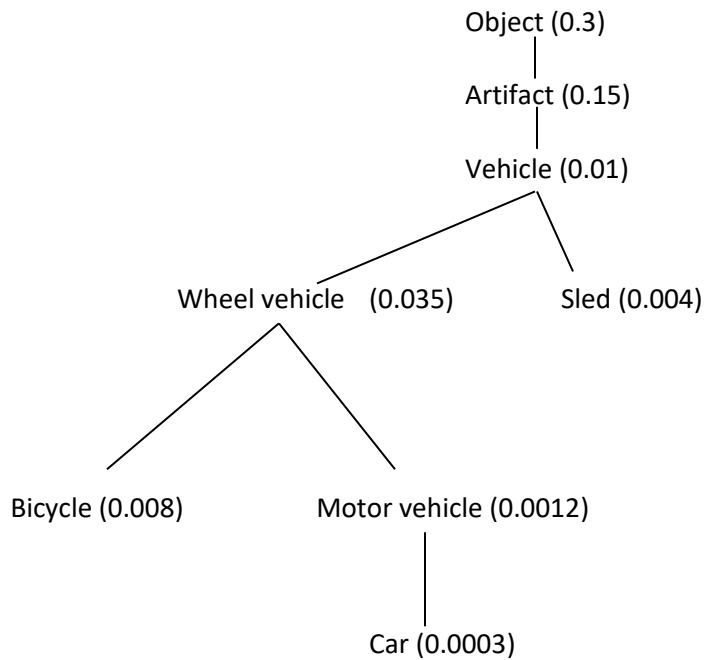 Object (0.3)
Artifact (0.15)
Vehicle (0.01)
Wheel vehicle (0.035) Sled (0.004)
Bicycle (0.008) Motor vehicle (0.0012)
Car (0.0003)